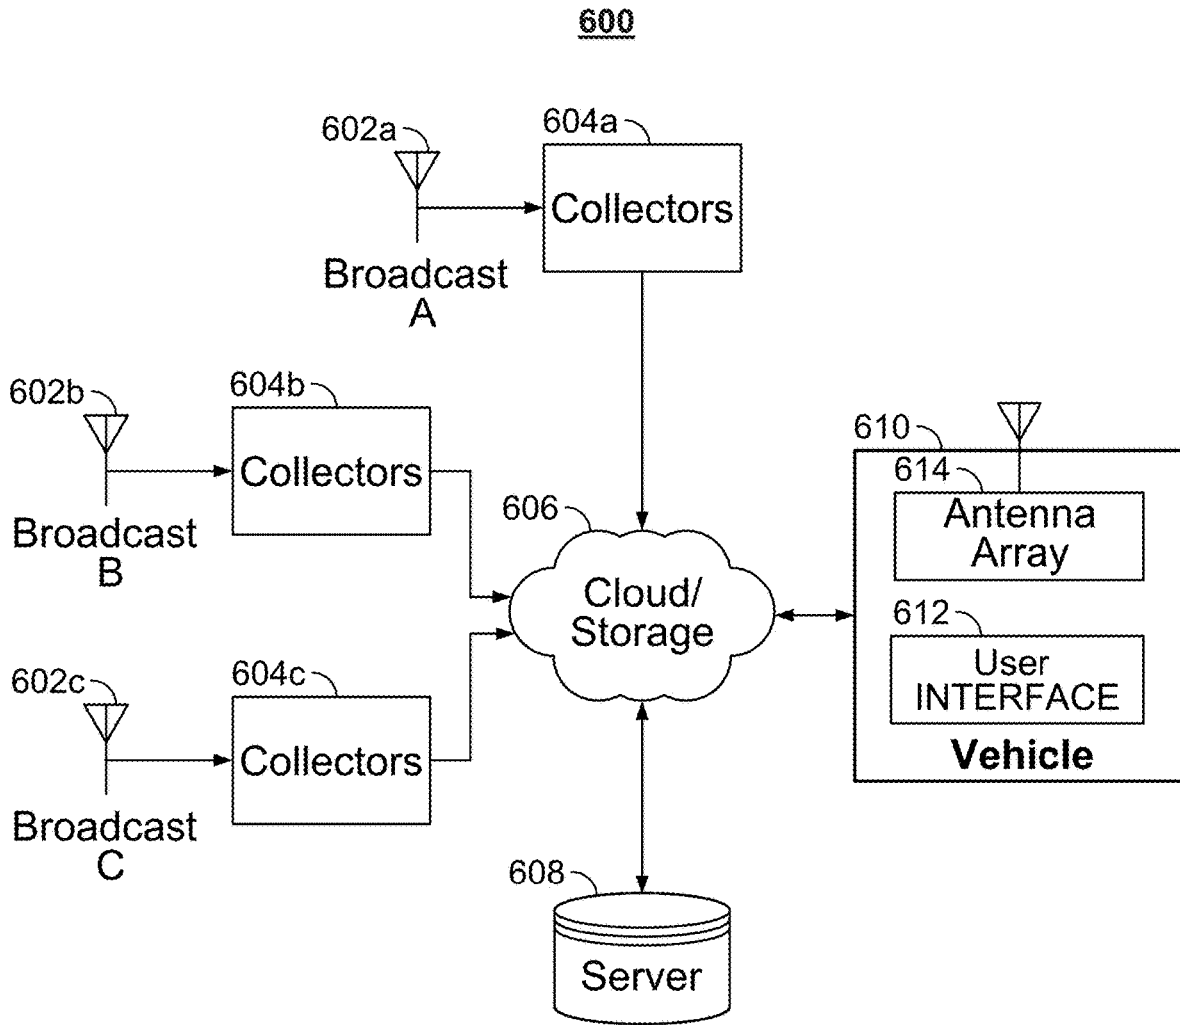 600
602a
604a
Collectors
Broadcast
A
602b
604b
Collectors
Broadcast
B
602c
604c
Collectors
Broadcast
C
606
Cloud/
Storage
610
614
Antenna
Array
612
User
INTERFACE
Vehicle
608
Server